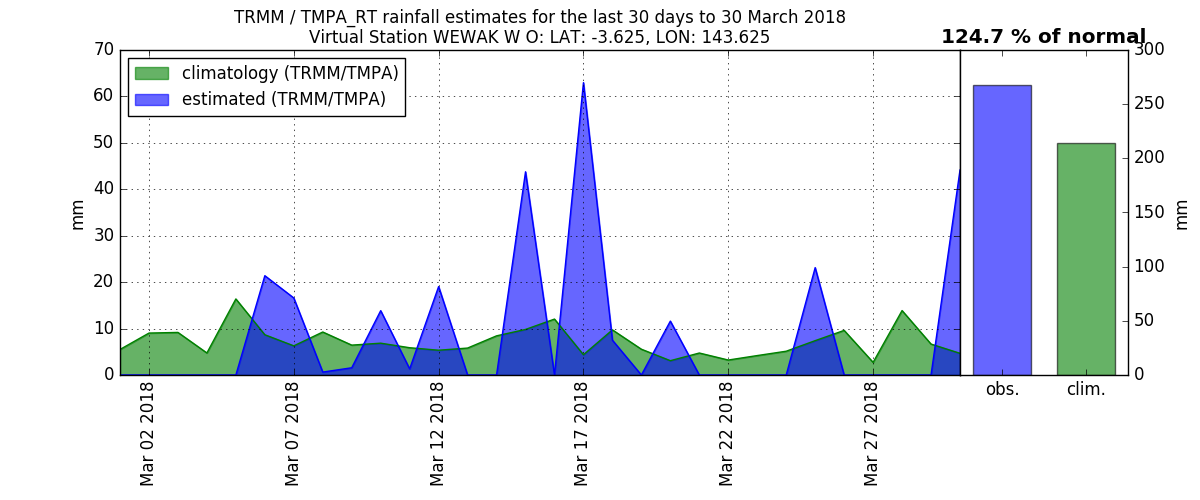 TRMM / TMPA_RT rainfall estimates for the last 30 days to 30 March 2018
Virtual Station WEWAK W O: LAT: -3.625, LON: 143.625
124.7 % of normal
climatology (TRMM/TMPA)
estimated (TRMM/TMPA)
70
60
50
40
30
20
10
0
mm
Mar 02 2018
Mar 07 2018
Mar 12 2018
Mar 17 2018
Mar 22 2018
Mar 27 2018
obs.
clim.
300
250
200
150
100
50
0
mm